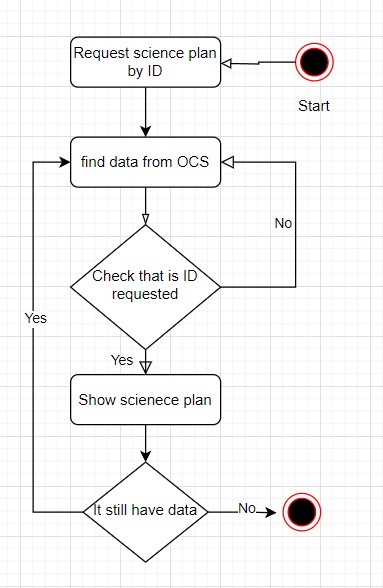 Request science plan
by ID
Start
find data from OCS
No
Check that is ID
requested
Yes
Yes
Show scienece plan
It still have data
No